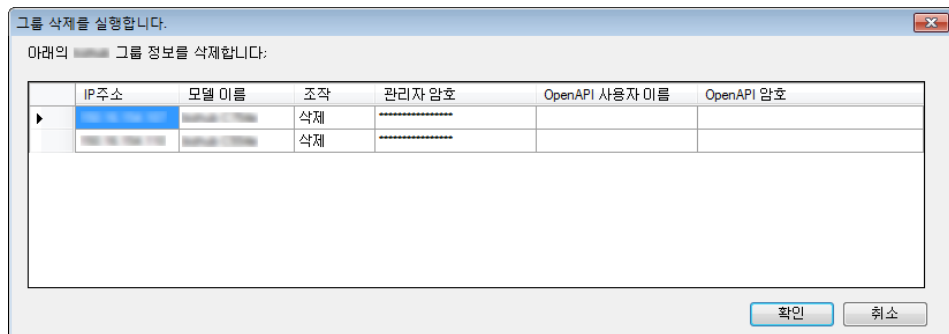 그룹 삭제를 실행합니다.
아래의 그룹 정보를 삭제합니다;
IP주소 모델 이름 조작 관리자 암호 OpenAPI 사용자 이름 OpenAPI 암호
삭제 ****************
삭제 ****************
확인 취소